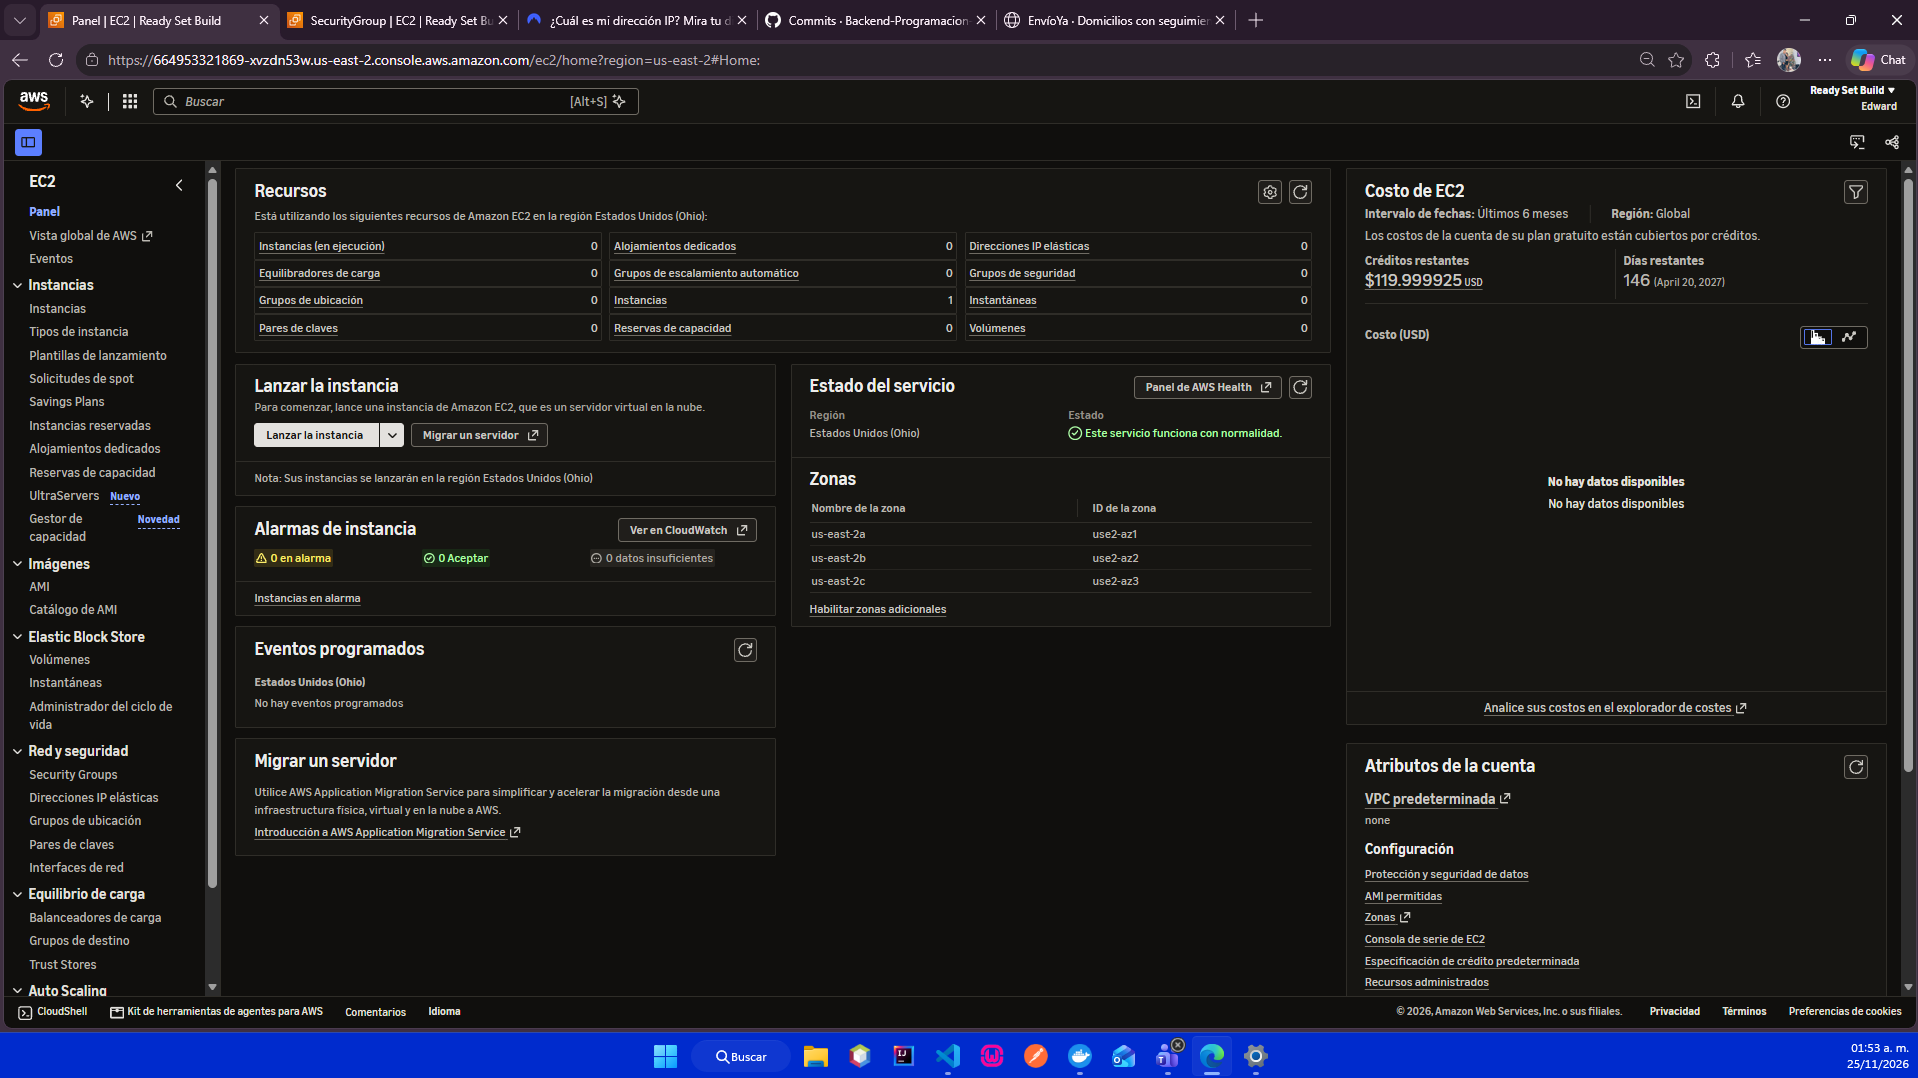 Panel | EC2 | Ready Set Build
SecurityGroup | EC2 | Ready Set Bu
¿Cuál es mi dirección IP? Mira tu d
Commits · Backend-Programacion-
EnvíoYa · Domicilios con seguimier
https://664953321869-xvzdn53w.us-east-2.console.aws.amazon.com/ec2/home?region=us-east-2#Home:
Chat
aws
Buscar
[Alt+S]
Ready Set Build
Edward
EC2
Panel
Vista global de AWS
Eventos
Instancias
Instancias
Tipos de instancia
Plantillas de lanzamiento
Solicitudes de spot
Savings Plans
Instancias reservadas
Alojamientos dedicados
Reservas de capacidad
UltraServers Nuevo
Gestor de capacidad Novedad
Imágenes
AMI
Catálogo de AMI
Elastic Block Store
Volúmenes
Instantáneas
Administrador del ciclo de
vida
Red y seguridad
Security Groups
Direcciones IP elásticas
Grupos de ubicación
Pares de claves
Interfaces de red
Equilibrio de carga
Balanceadores de carga
Grupos de destino
Trust Stores
Auto Scaling
Recursos
Está utilizando los siguientes recursos de Amazon EC2 en la región Estados Unidos (Ohio):
Instancias (en ejecución) 0
Alojamientos dedicados 0
Direcciones IP elásticas 0
Equilibradores de carga 0
Grupos de escalamiento automático 0
Grupos de seguridad 0
Grupos de ubicación 0
Instancias 1
Instantáneas 0
Pares de claves 0
Reservas de capacidad 0
Volúmenes 0
Lanzar la instancia
Para comenzar, lance una instancia de Amazon EC2, que es un servidor virtual en la nube.
Lanzar la instancia
Migrar un servidor
Nota: Sus instancias se lanzarán en la región Estados Unidos (Ohio)
Alarmas de instancia
Ver en CloudWatch
0 en alarma
0 Aceptar
0 datos insuficientes
Instancias en alarma
Eventos programados
Estados Unidos (Ohio)
No hay eventos programados
Migrar un servidor
Utilice AWS Application Migration Service para simplificar y acelerar la migración desde una
infraestructura física, virtual y en la nube a AWS.
Introducción a AWS Application Migration Service
Estado del servicio
Panel de AWS Health
Región
Estado
Estados Unidos (Ohio)
Este servicio funciona con normalidad.
Zonas
Nombre de la zona ID de la zona
us-east-2a use2-az1
us-east-2b use2-az2
us-east-2c use2-az3
Habilitar zonas adicionales
Costo de EC2
Intervalo de fechas: Últimos 6 meses
Región: Global
Los costos de la cuenta de su plan gratuito están cubiertos por créditos.
Créditos restantes
Días restantes
$119.999925 USD
146 (April 20, 2027)
Costo (USD)
No hay datos disponibles
No hay datos disponibles
Analice sus costos en el explorador de costes
Atributos de la cuenta
VPC predeterminada
none
Configuración
Protección y seguridad de datos
AMI permitidas
Zonas
Consola de serie de EC2
Especificación de crédito predeterminada
Recursos administrados
CloudShell
Kit de herramientas de agentes para AWS
Comentarios
Idioma
© 2026, Amazon Web Services, Inc. o sus filiales.
Privacidad
Términos
Preferencias de cookies
Buscar
01:53 a. m.
25/11/2026